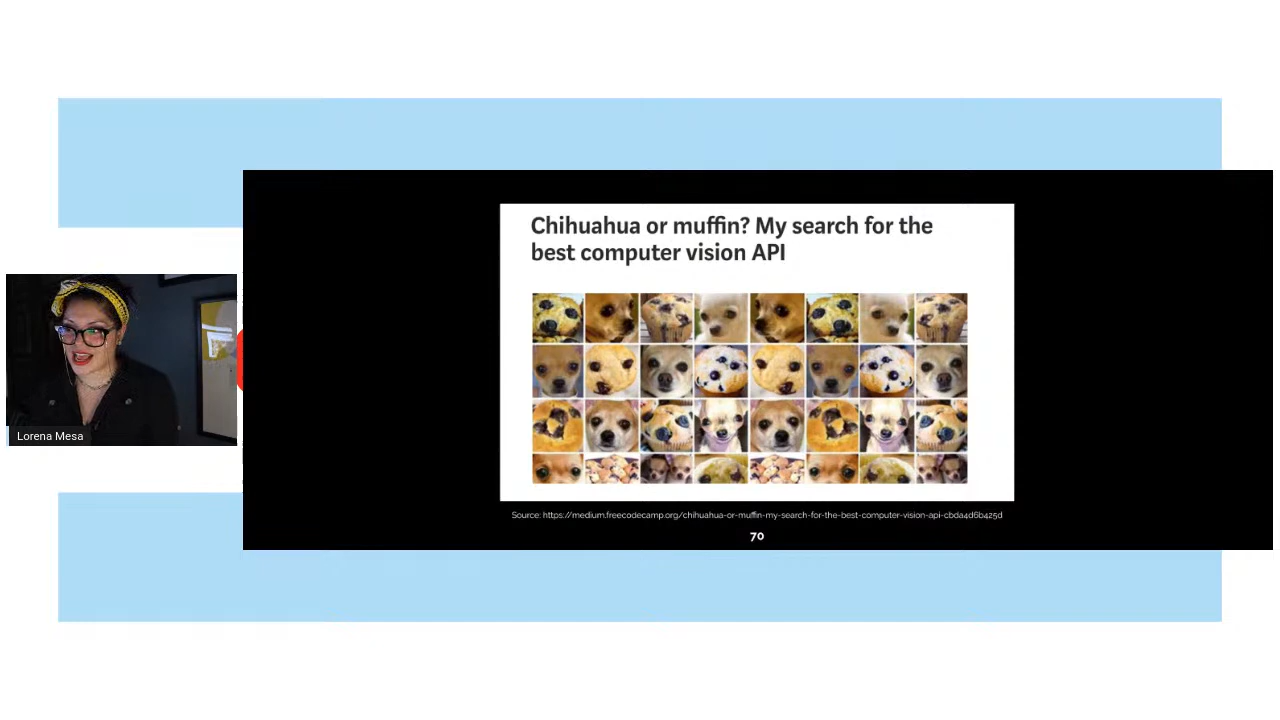 Chihuahua or muffin? My search for the
best computer vision API
Lorena Mesa
Source: https://medium.freecodecamp.org/chihuahua-or-muffin-my-search-for-the-best-computer-vision-api-cbda4d6b425d
70